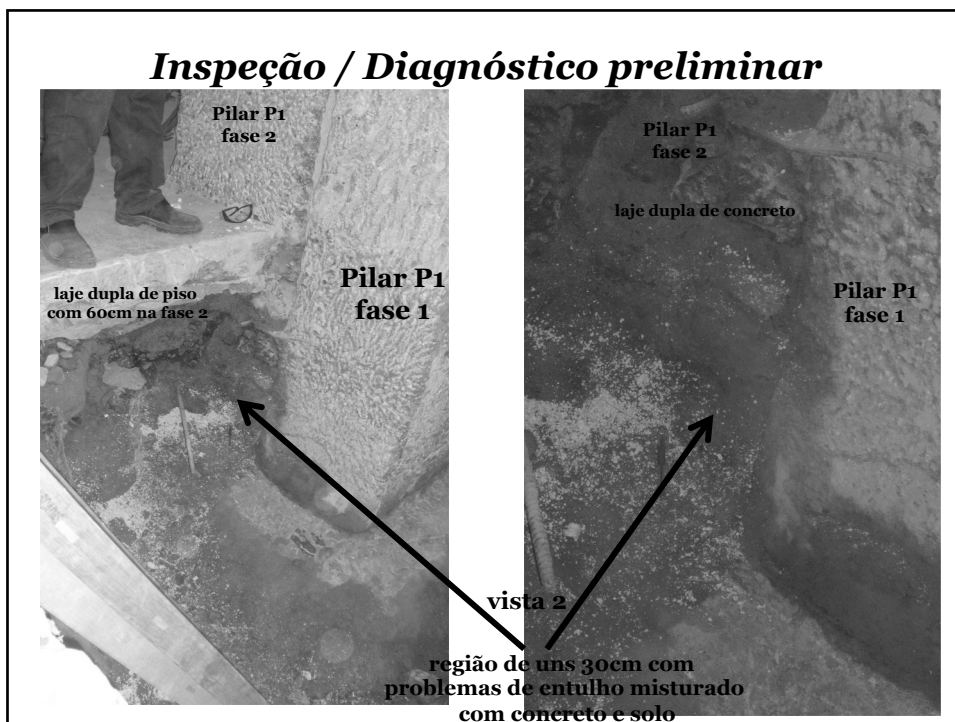 Inspeção / Diagnóstico preliminar
Pilar P1
fase 2
Pilar P1
fase 1
laje dupla de piso
com 60cm na fase 2
Pilar P1
fase 2
laje dupla de concreto
Pilar P1
fase 1
vista 2
região de uns 30cm com
problemas de entulho misturado
com concreto e solo